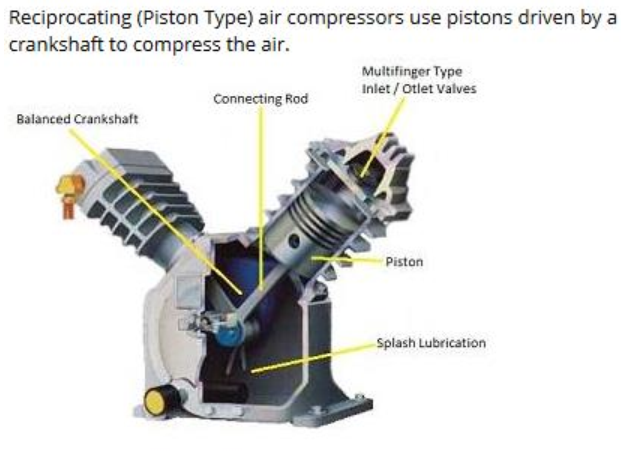 Reciprocating (Piston Type) air compressors use pistons driven by a
crankshaft to compress the air.
Multifinger Type
Inlet / Otlet Valves
Connecting Rod
Balanced Crankshaft
Piston
Splash Lubrication